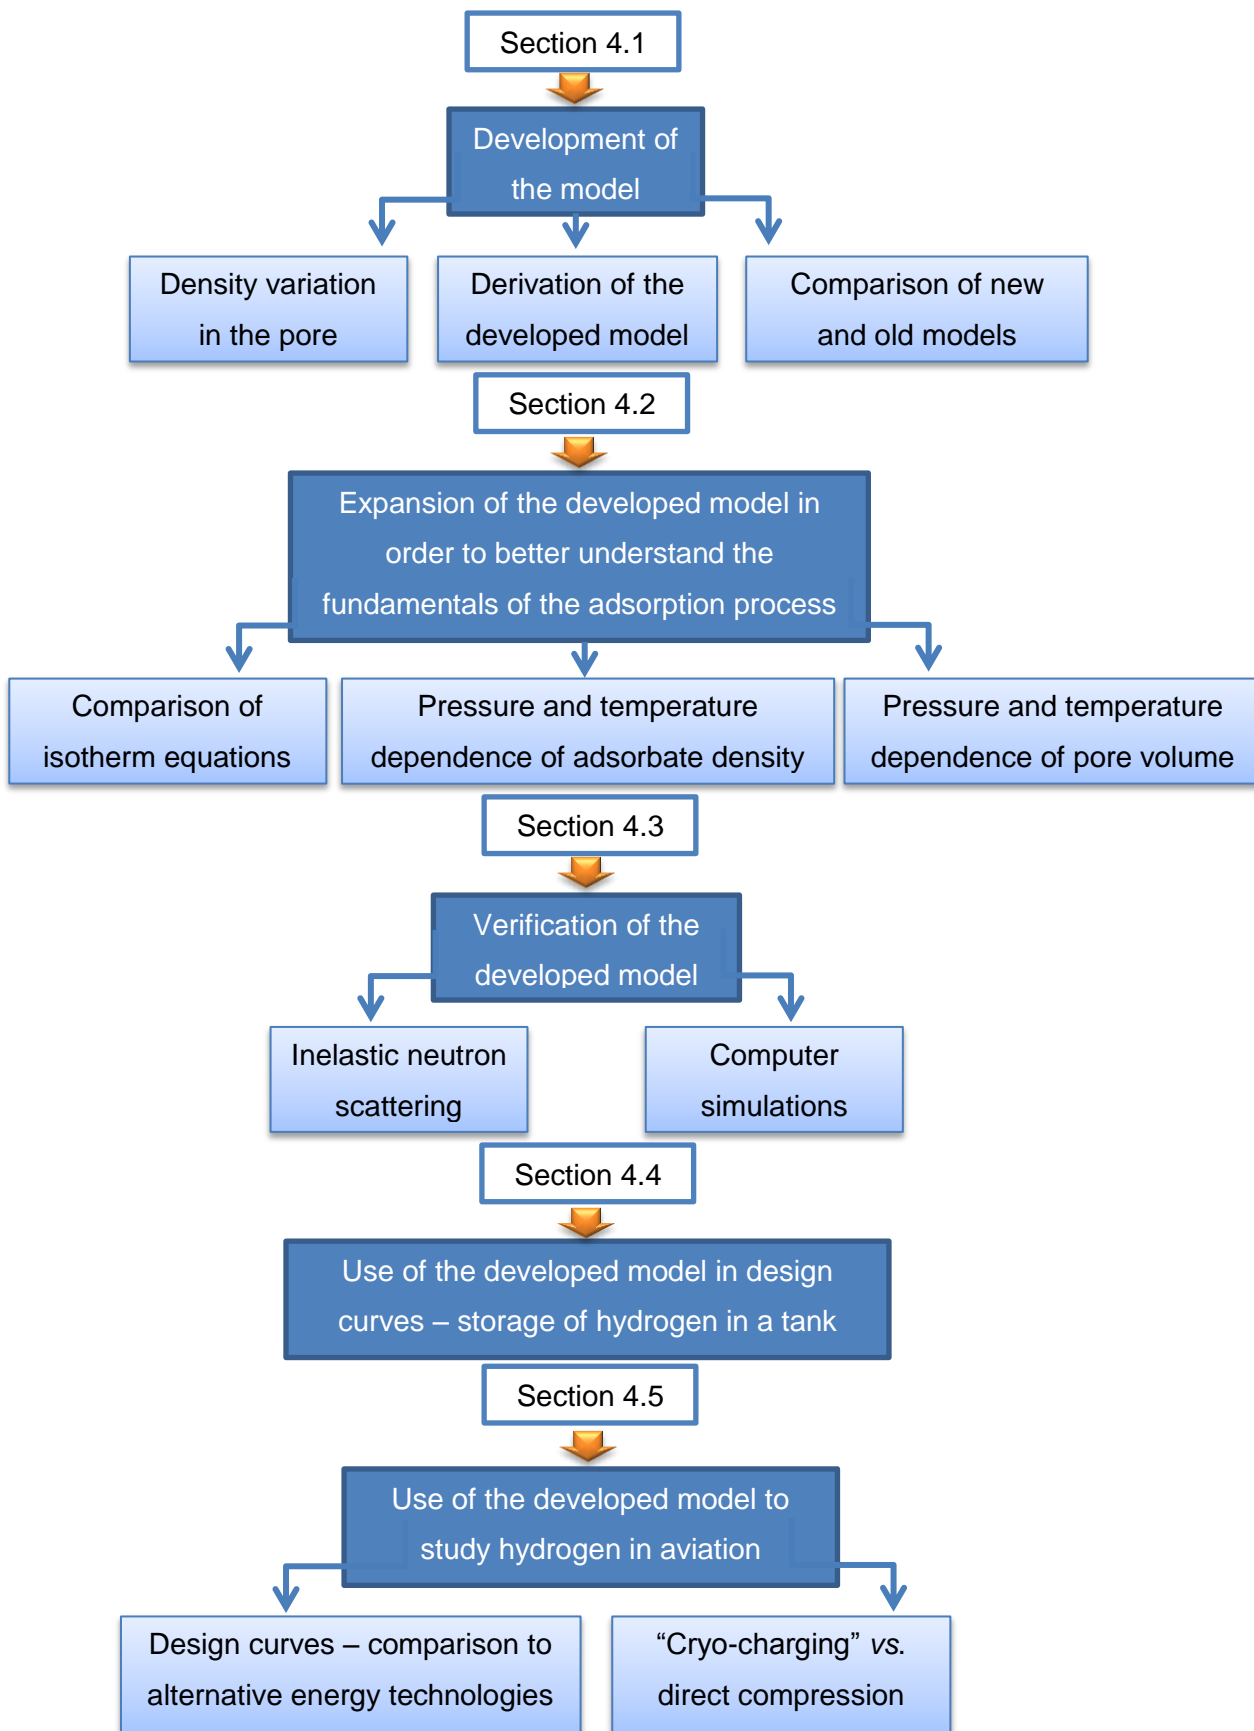 Section 4.1
Development of
the model
Density variation
in the pore
Derivation of the
developed model
Comparison of new
and old models
Section 4.2
Expansion of the developed model in
order to better understand the
fundamentals of the adsorption process
Comparison of
isotherm equations
Pressure and temperature
dependence of adsorbate density
Pressure and temperature
dependence of pore volume
Section 4.3
Verification of the
developed model
Inelastic neutron
scattering
Computer
simulations
Section 4.4
Use of the developed model in design
curves – storage of hydrogen in a tank
Section 4.5
Use of the developed model to
study hydrogen in aviation
Design curves – comparison to
alternative energy technologies
“Cryo-charging” vs.
direct compression